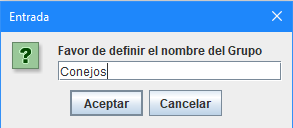 Entrada
Favor de definir el nombre del Grupo
Conejos
Aceptar Cancelar